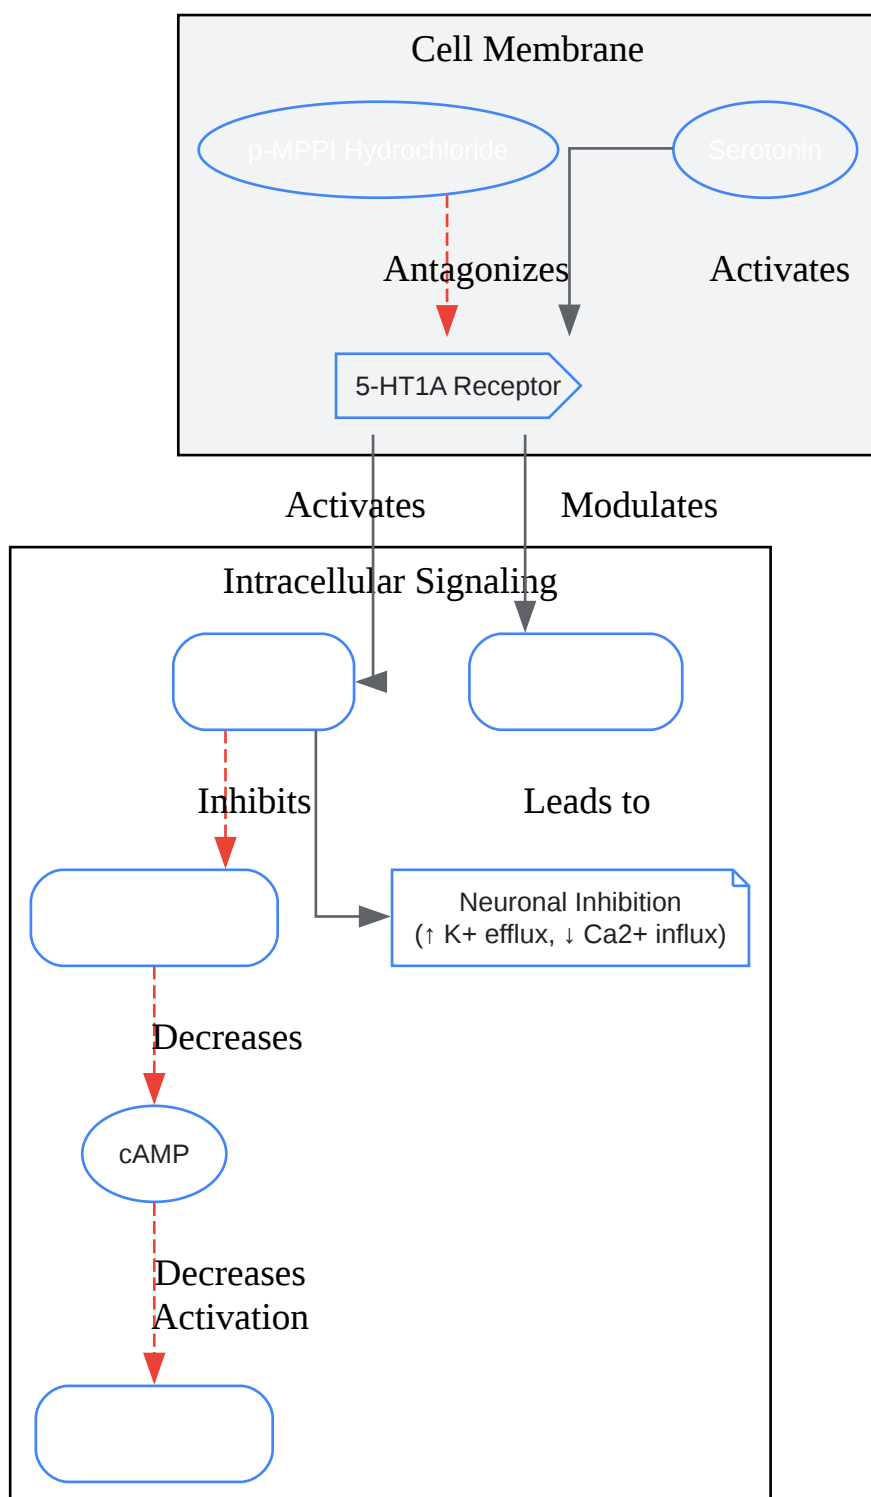 Cell Membrane
p-MPPI Hydrochloride
Serotonin
Antagonizes
Activates
5-HT1A Receptor
Activates
Modulates
Intracellular Signaling
Inhibits
Leads to
Neuronal Inhibition
(↑ K+ efflux, ↓ Ca2+ influx)
Decreases
cAMP
Decreases
Activation